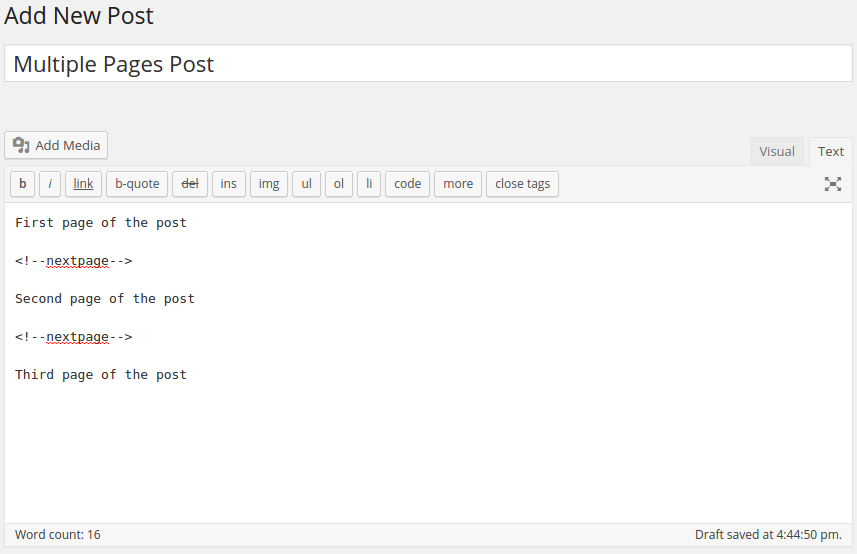 Add New Post
Multiple Pages Post
Add Media
Visual Text
b i link b-quote del ins img ul ol li code more close tags
First page of the post
<!--nextpage-->
Second page of the post
<!--nextpage-->
Third page of the post
Word count: 16 Draft saved at 4:44:50 pm.